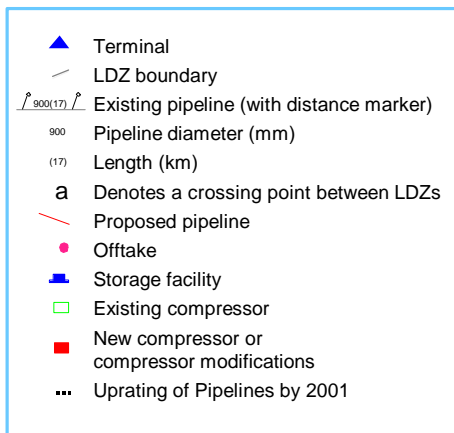 Terminal
LDZ boundary
900(17) Existing pipeline (with distance marker)
900 Pipeline diameter (mm)
(17) Length (km)
a Denotes a crossing point between LDZs
Proposed pipeline
Offtake
Storage facility
Existing compressor
New compressor or
compressor modifications
Uprating of Pipelines by 2001